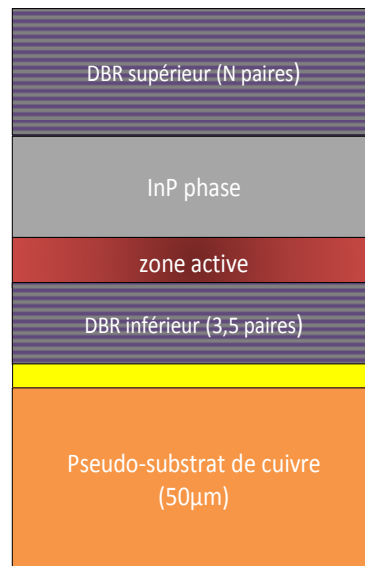 DBR supérieur (N paires)
InP phase
zone active
DBR inférieur (3,5 paires)
Pseudo-substrat de cuivre
(50µm)